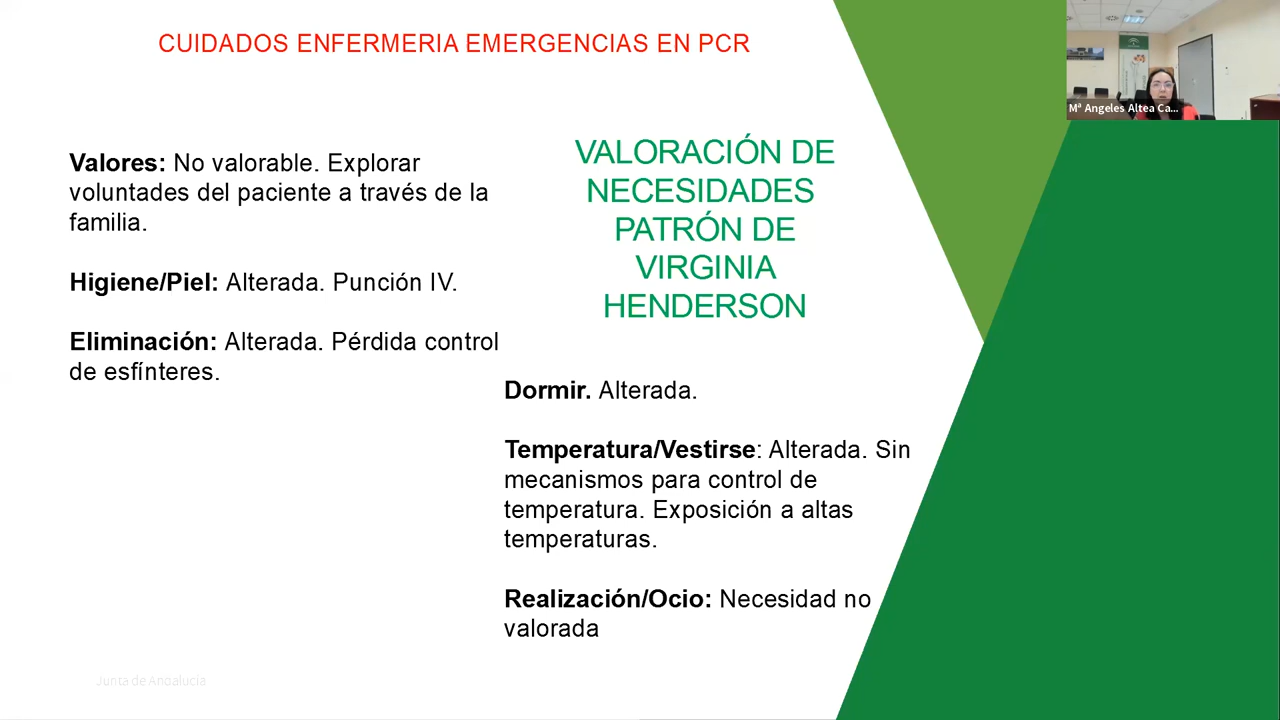 CUIDADOS ENFERMERIA EMERGENCIAS EN PCR
Mª Angeles Altea Ca...
VALORACIÓN DE
NECESIDADES
PATRÓN DE
VIRGINIA
HENDERSON
Valores: No valorable. Explorar
voluntades del paciente a través de la
familia.
Higiene/Piel: Alterada. Punción IV.
Eliminación: Alterada. Pérdida control
de esfínteres.
Dormir. Alterada.
Temperatura/Vestirse: Alterada. Sin
mecanismos para control de
temperatura. Exposición a altas
temperaturas.
Realización/Ocio: Necesidad no
valorada
Junta de Andalucía